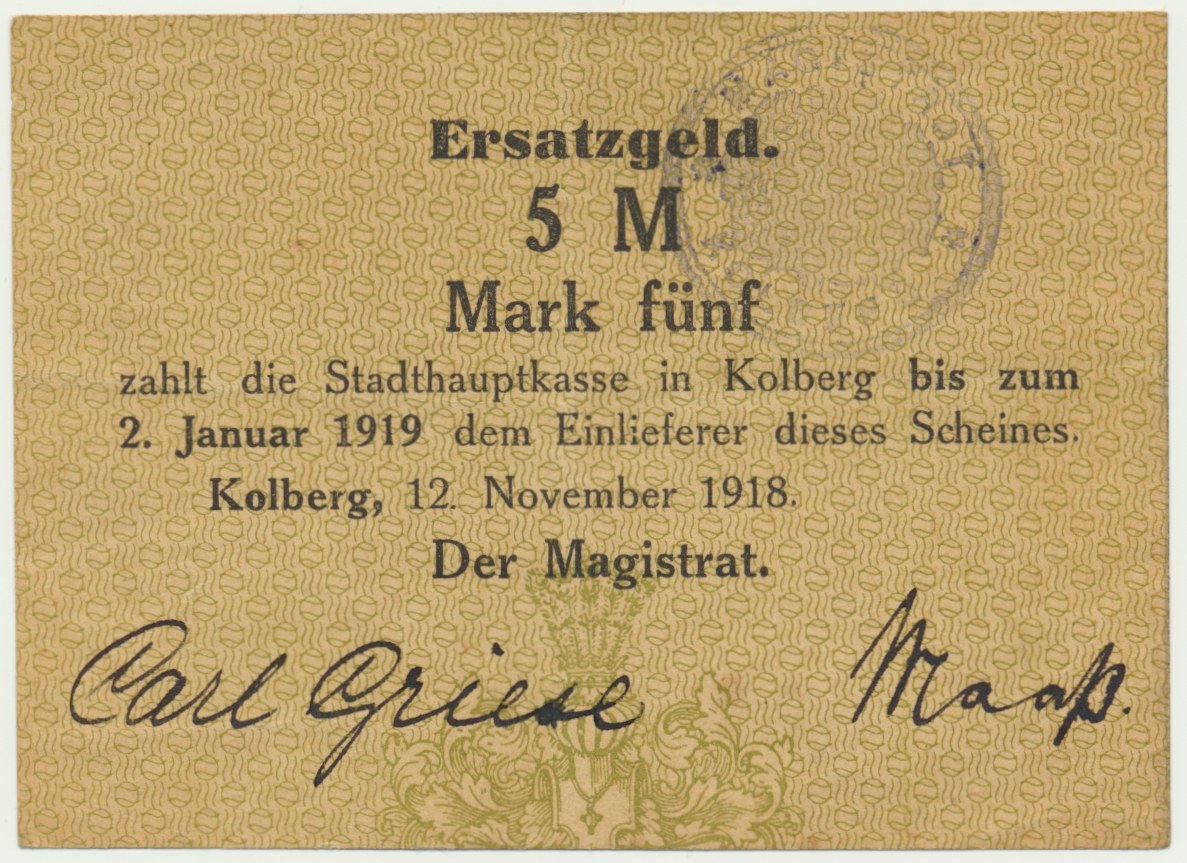 Ersatzgeld.
5 M
Mark fünf
zahlt die Stadthauptkasse in Kolberg bis zum
2. Januar 1919 dem Einlieferer dieses Scheines.
Kolberg, 12. November 1918.
Der Magistrat.
Carl Griese Maaß.